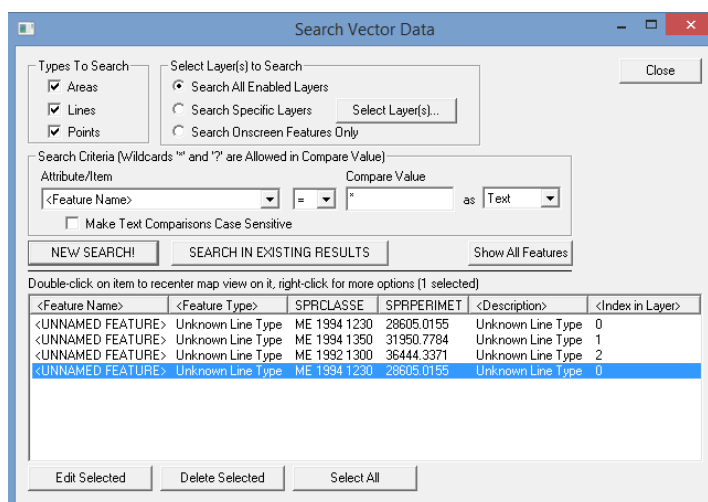 Search Vector Data
Types To Search
Areas
Lines
Points
Select Layer(s) to Search
Search All Enabled Layers
Search Specific Layers Select Layer(s)...
Search Onscreen Features Only
Close
Search Criteria (Wildcards '*' and '?' are Allowed in Compare Value)
Attribute/Item Compare Value
<Feature Name> = * as Text
Make Text Comparisons Case Sensitive
NEW SEARCH! SEARCH IN EXISTING RESULTS Show All Features
Double-click on item to recenter map view on it, right-click for more options (1 selected)
<Feature Name> <Feature Type> SPRCLASSE SPRPERIMET <Description> <Index in Layer>
<UNNAMED FEATURE> Unknown Line Type ME 1994 1230 28605.0155 Unknown Line Type 0
<UNNAMED FEATURE> Unknown Line Type ME 1994 1350 31950.7784 Unknown Line Type 1
<UNNAMED FEATURE> Unknown Line Type ME 1992 1300 36444.3371 Unknown Line Type 2
<UNNAMED FEATURE> Unknown Line Type ME 1994 1230 28605.0155 Unknown Line Type 0
Edit Selected Delete Selected Select All